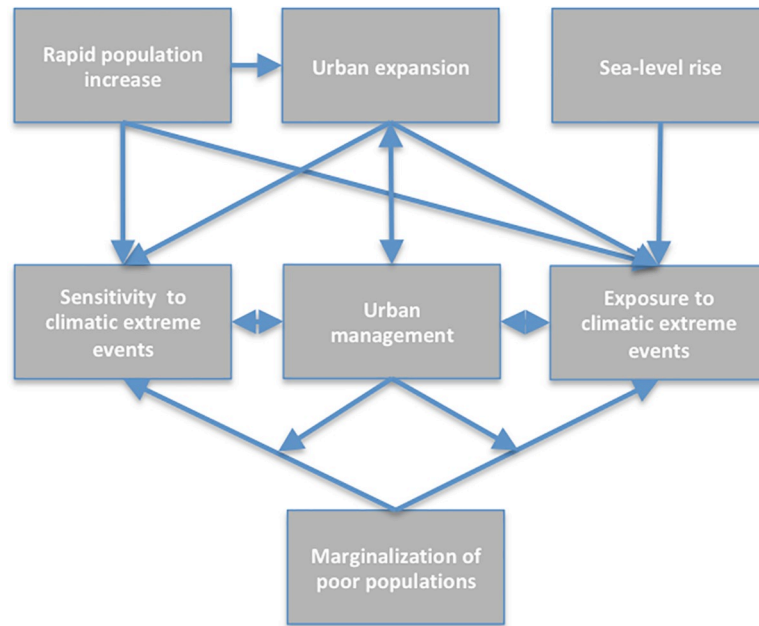 Rapid population
increase
Urban expansion
Sea-level rise
Sensitivity to
climatic extreme
events
Urban
management
Exposure to
climatic extreme
events
Marginalization of
poor populations